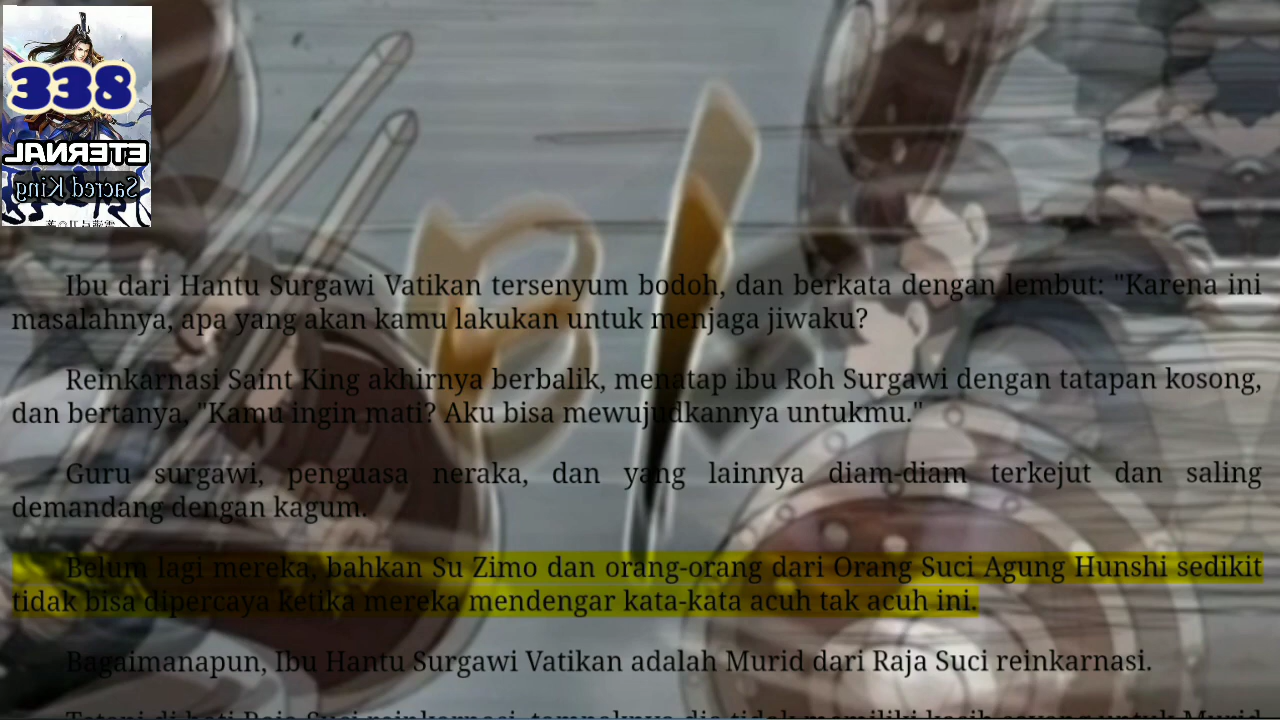 338
ETERNAL
Sacred King
Ibu dari Hantu Surgawi Vatikan tersenyum bodoh, dan berkata dengan lembut: "Karena ini
masalahnya, apa yang akan kamu lakukan untuk menjaga jiwaku?
Reinkarnasi Saint King akhirnya berbalik, menatap ibu Roh Surgawi dengan tatapan kosong,
dan bertanya, "Kamu ingin mati? Aku bisa mewujudkannya untukmu."
Guru surgawi, penguasa neraka, dan yang lainnya diam-diam terkejut dan saling
demandang dengan kagum.
Belum lagi mereka, bahkan Su Zimo dan orang-orang dari Orang Suci Agung Hunshi sedikit
tidak bisa dipercaya ketika mereka mendengar kata-kata acuh tak acuh ini.
Bagaimanapun, Ibu Hantu Surgawi Vatikan adalah Murid dari Raja Suci reinkarnasi.